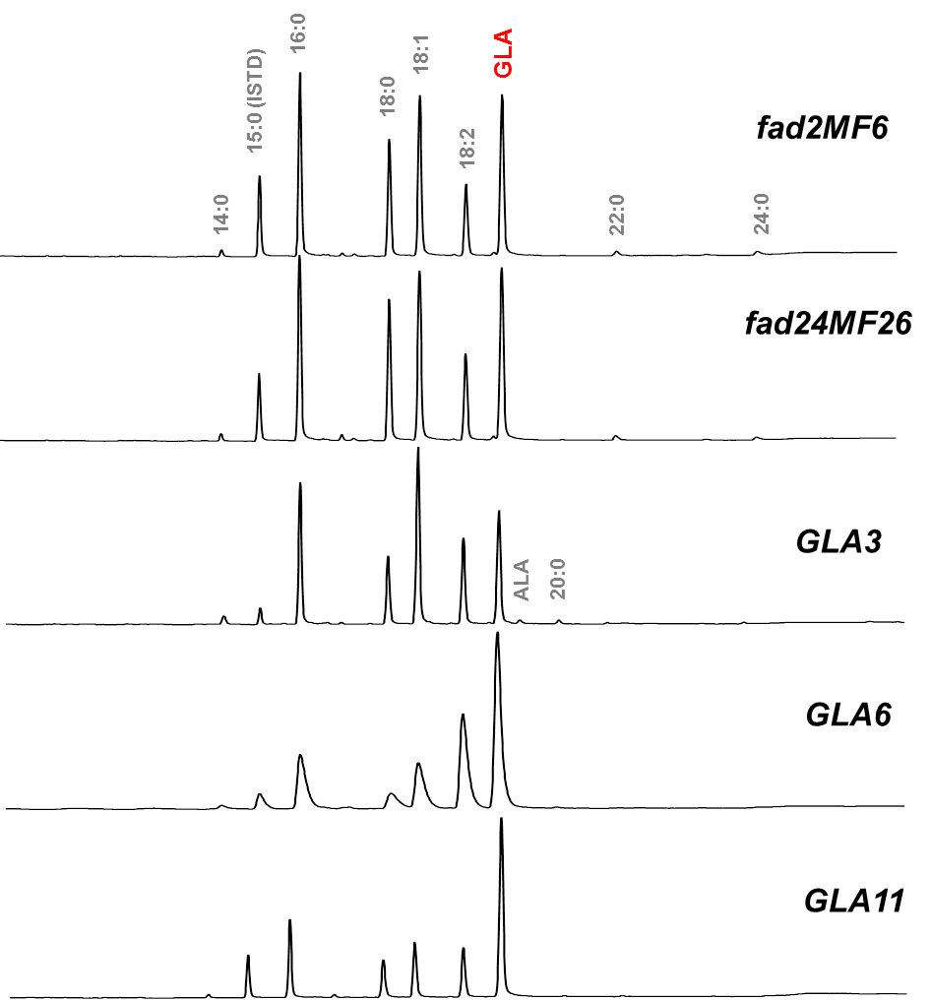 14:0
15:0 (ISTD)
16:0
18:0
18:1
18:2
GLA
22:0
24:0
fad2MF6
fad24MF26
GLA3
ALA
20:0
GLA6
GLA11